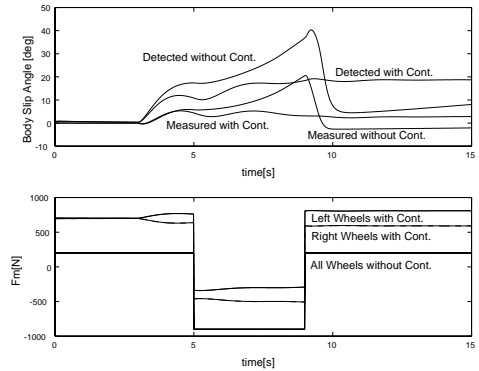 50
40
30
20
10
0
-10
Body Slip Angle [deg]
Detected without Cont.
Detected with Cont.
Measured with Cont.
Measured without Cont.
0
5
10
15
time[s]
1000
500
0
-500
-1000
Fm[N]
Left Wheels with Cont.
Right Wheels with Cont.
All Wheels without Cont.
0
5
10
15
time[s]